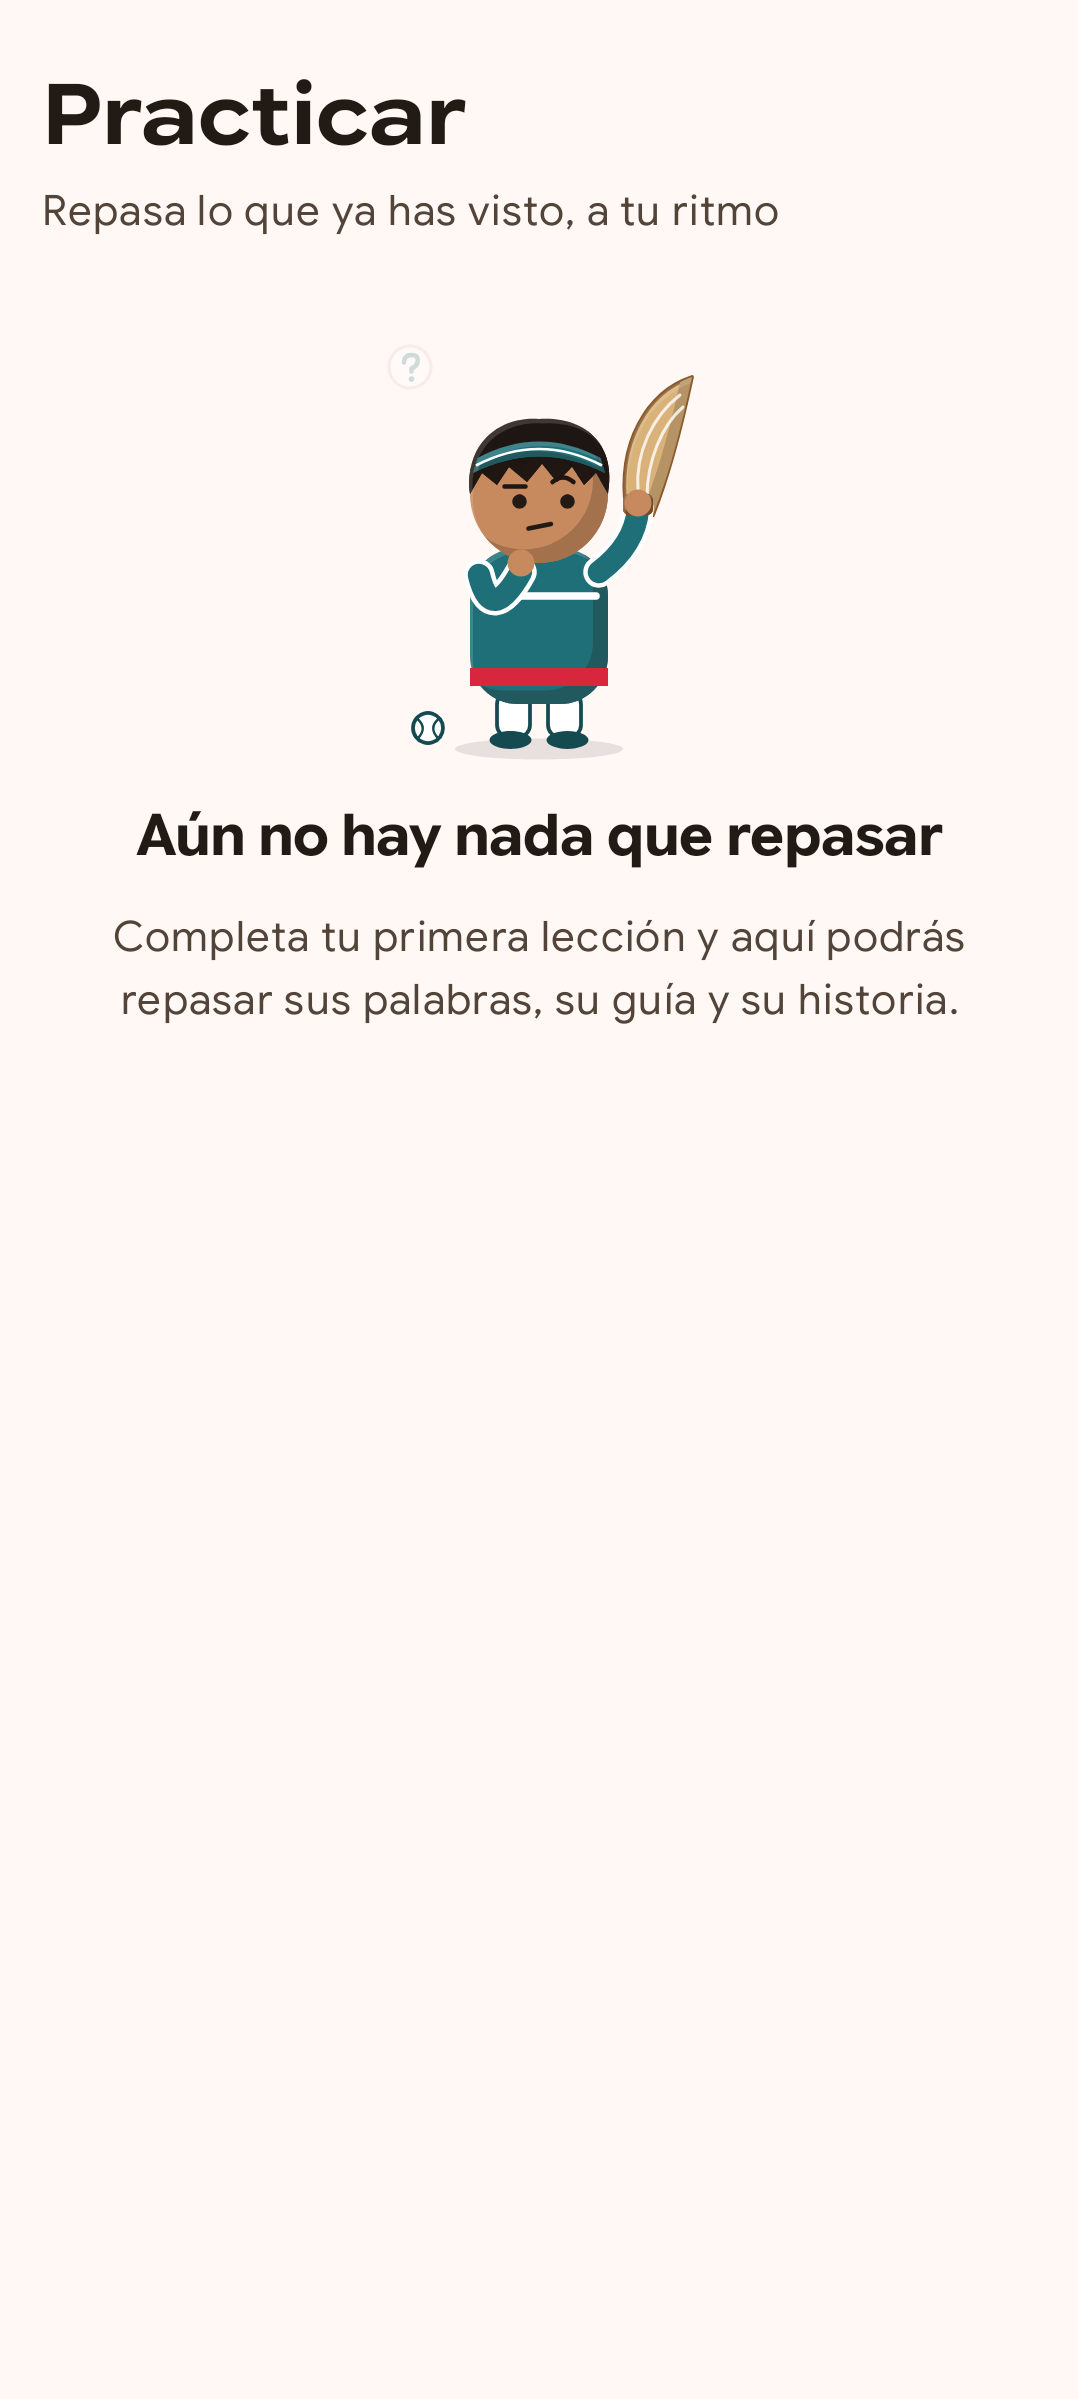 Practicar
Repasa lo que ya has visto, a tu ritmo
?
Aún no hay nada que repasar
Completa tu primera lección y aquí podrás
repasar sus palabras, su guía y su historia.